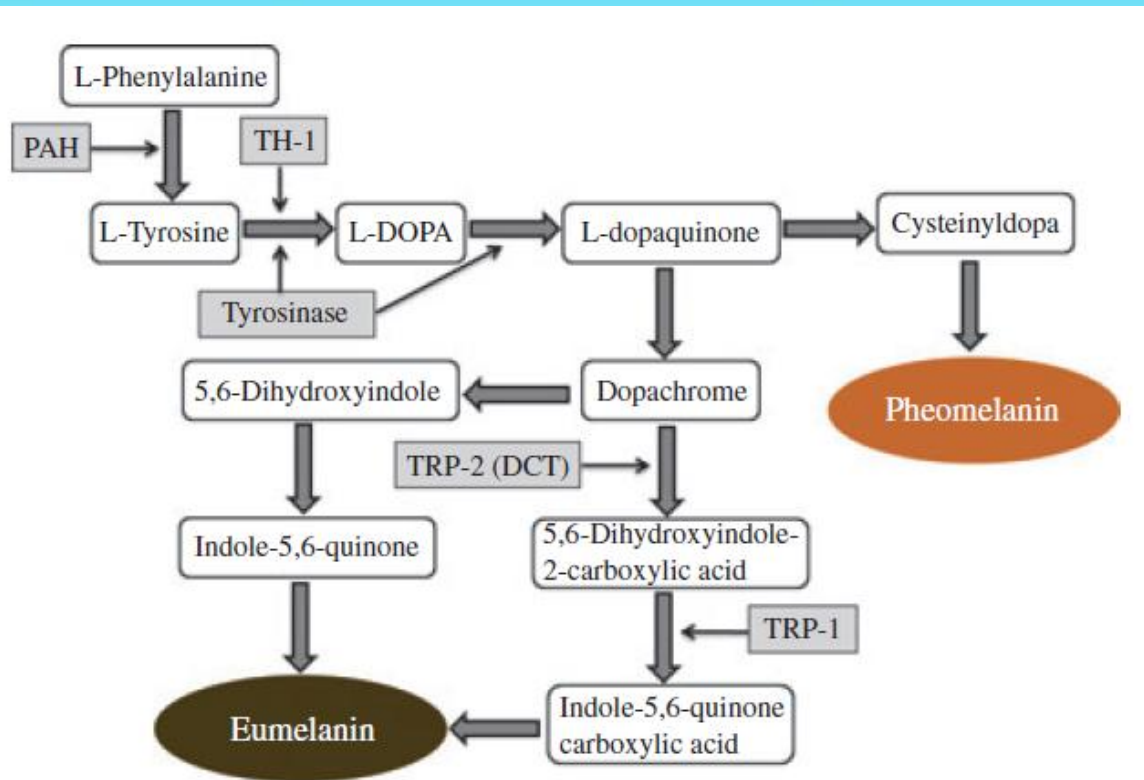 L-Phenylalanine
PAH
TH-1
L-Tyrosine
L-DOPA
L-dopaquinone
Cysteinyldopa
Tyrosinase
5,6-Dihydroxyindole
Dopachrome
Pheomelanin
TRP-2 (DCT)
Indole-5,6-quinone
5,6-Dihydroxyindole-
2-carboxylic acid
TRP-1
Eumelanin
Indole-5,6-quinone
carboxylic acid